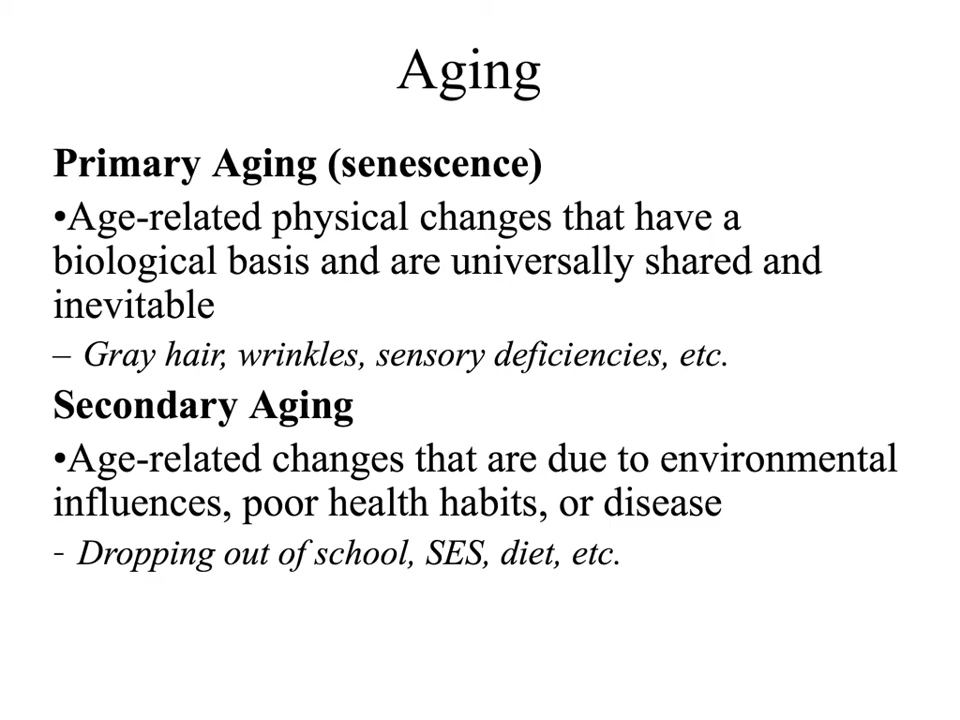 Aging
Primary Aging (senescence)
•Age-related physical changes that have a
biological basis and are universally shared and
inevitable
– Gray hair, wrinkles, sensory deficiencies, etc.
Secondary Aging
•Age-related changes that are due to environmental
influences, poor health habits, or disease
- Dropping out of school, SES, diet, etc.